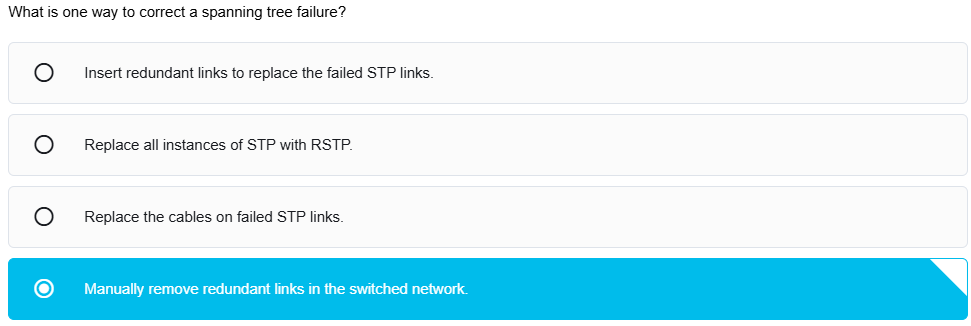 What is one way to correct a spanning tree failure?
Insert redundant links to replace the failed STP links.
Replace all instances of STP with RSTP.
Replace the cables on failed STP links.
Manually remove redundant links in the switched network.